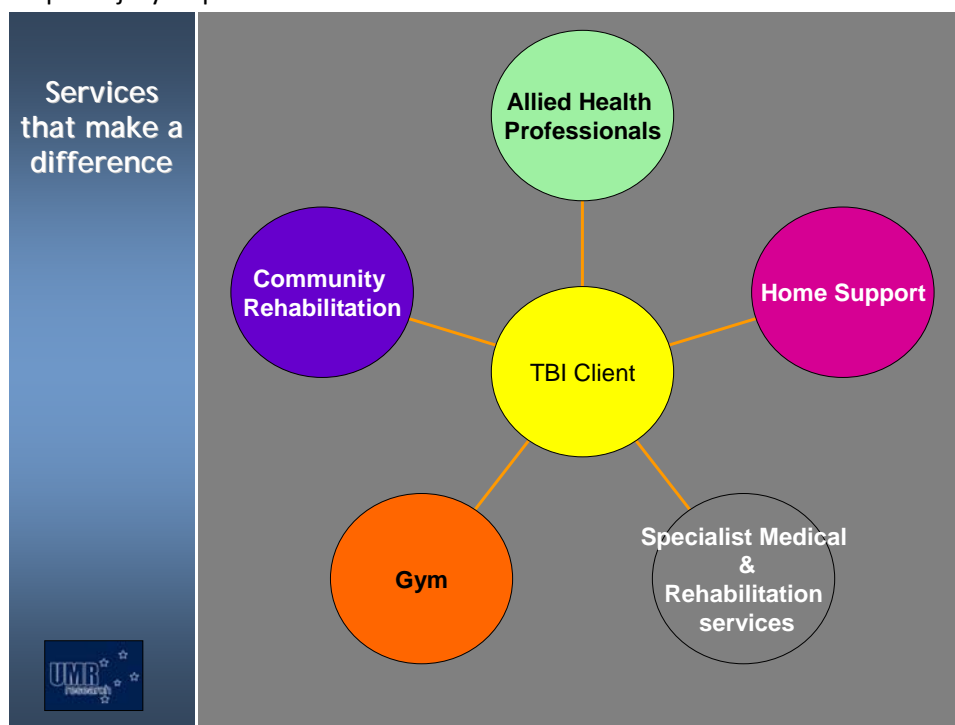 Services
that make a
difference
Allied Health
Professionals
Community
Rehabilitation
Home Support
TBI Client
Gym
Specialist Medical
&
Rehabilitation
services
UMR
research